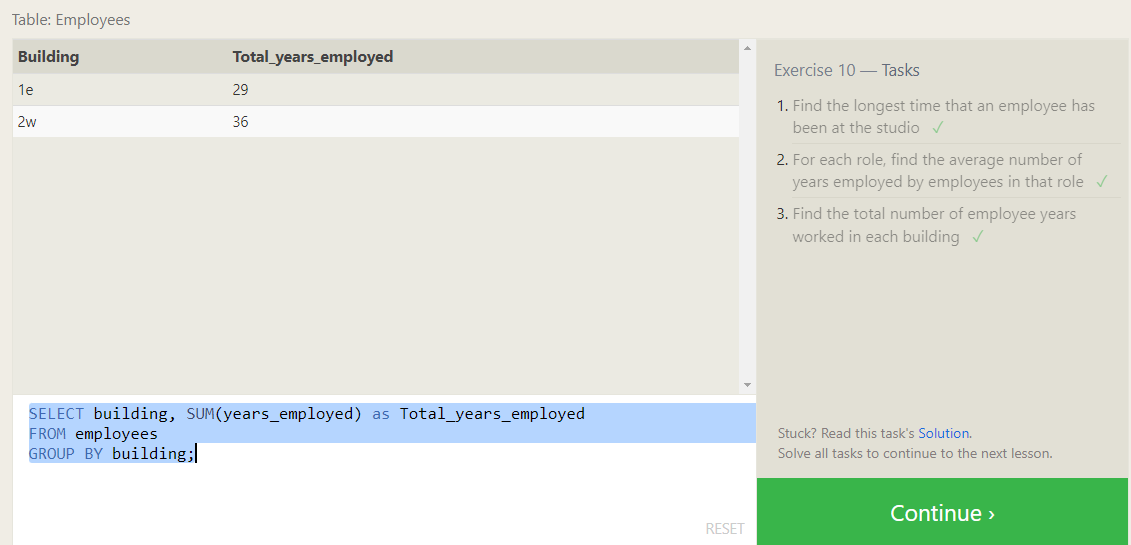 Table: Employees
Building Total_years_employed
1e 29
2w 36
SELECT building, SUM(years_employed) as Total_years_employed
FROM employees
GROUP BY building;
RESET
Exercise 10 — Tasks
1. Find the longest time that an employee has
been at the studio ✓
2. For each role, find the average number of
years employed by employees in that role ✓
3. Find the total number of employee years
worked in each building ✓
Stuck? Read this task's Solution.
Solve all tasks to continue to the next lesson.
Continue ›